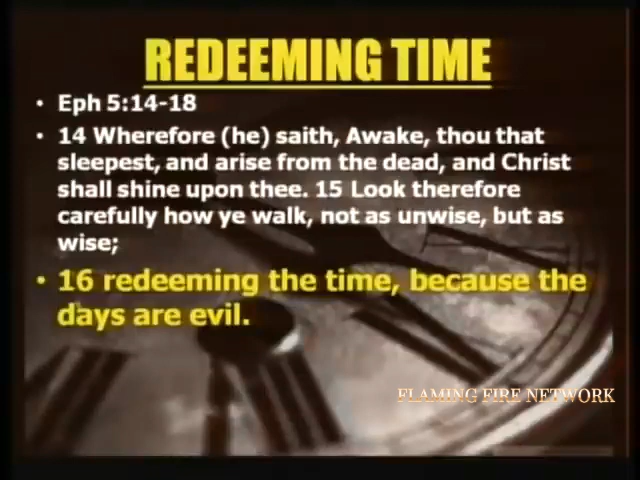 REDEEMING TIME
• Eph 5:14-18
• 14 Wherefore (he) saith, Awake, thou that
sleepest, and arise from the dead, and Christ
shall shine upon thee. 15 Look therefore
carefully how ye walk, not as unwise, but as
wise;
• 16 redeeming the time, because the
days are evil.
FLAMING FIRE NETWORK